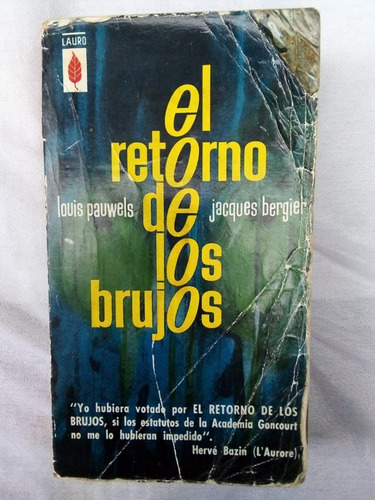 LAURO
el
retorno
louis pauwels de jacques bergier
los
brujos
"Yo hubiera votado por EL RETORNO DE LOS
BRUJOS, si los estatutos de la Academia Goncourt
no me lo hubieran impedido".
Hervé Bazin (L'Aurore)